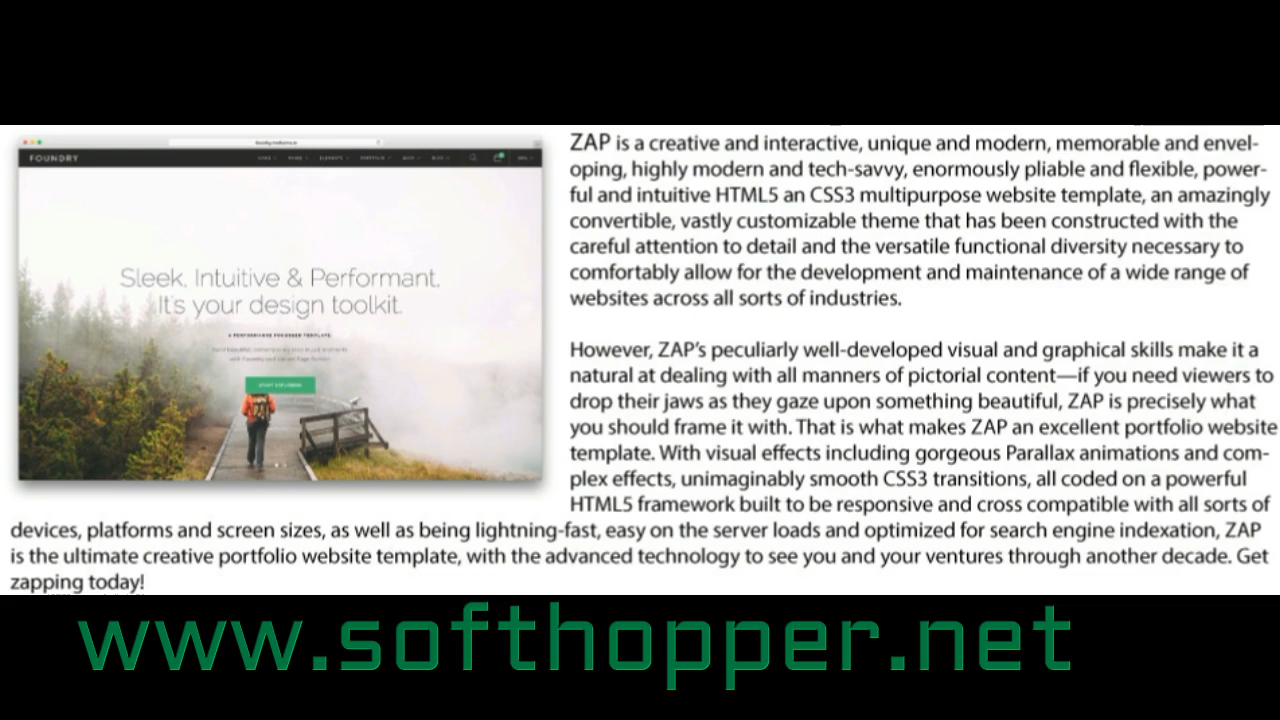 FOUNDRY
Sleek, Intuitive & Performant.
It's your design toolkit.
A PERFORMANCE FOCUSED TEMPLATE
START EXPLORING
ZAP is a creative and interactive, unique and modern, memorable and envel-
oping, highly modern and tech-savvy, enormously pliable and flexible, power-
ful and intuitive HTML5 an CSS3 multipurpose website template, an amazingly
convertible, vastly customizable theme that has been constructed with the
careful attention to detail and the versatile functional diversity necessary to
comfortably allow for the development and maintenance of a wide range of
websites across all sorts of industries.
However, ZAP’s peculiarly well-developed visual and graphical skills make it a
natural at dealing with all manners of pictorial content—if you need viewers to
drop their jaws as they gaze upon something beautiful, ZAP is precisely what
you should frame it with. That is what makes ZAP an excellent portfolio website
template. With visual effects including gorgeous Parallax animations and com-
plex effects, unimaginably smooth CSS3 transitions, all coded on a powerful
HTML5 framework built to be responsive and cross compatible with all sorts of
devices, platforms and screen sizes, as well as being lightning-fast, easy on the server loads and optimized for search engine indexation, ZAP
is the ultimate creative portfolio website template, with the advanced technology to see you and your ventures through another decade. Get
zapping today!
www.softhopper.net